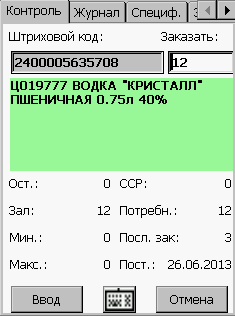 Контроль Журнал Специф.
Штриховой код: Заказать:
2400005635708 12
Ц019777 ВОДКА "КРИСТАЛЛ"
ПШЕНИЧНАЯ 0.75л 40%
Ост.: 0 ССР: 0
Зал: 12 Потребн.: 12
Мин.: 0 Посл. зак: 3
Макс.: 0 Пост.: 26.06.2013
Ввод Отмена